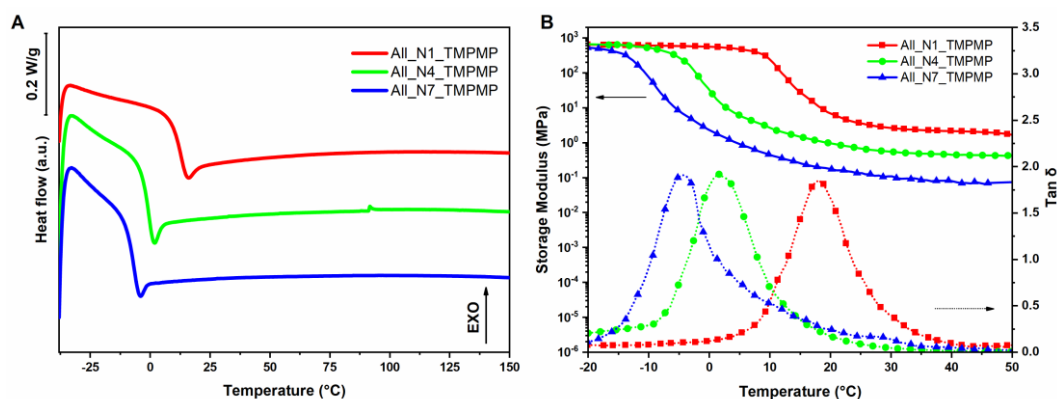 A
0.2 W/g
All_N1_TMPMP
All_N4_TMPMP
All_N7_TMPMP
Heat flow (a.u.)
EXO
-25 0 25 50 75 100 125 150
Temperature (°C)
B
10³
10²
10¹
10⁰
10⁻¹
10⁻²
10⁻³
10⁻⁴
10⁻⁵
10⁻⁶
Storage Modulus (MPa)
All_N1_TMPMP
All_N4_TMPMP
All_N7_TMPMP
3.5
3.0
2.5
2.0
1.5
1.0
0.5
0.0
Tan δ
-20 -10 0 10 20 30 40 50
Temperature (°C)